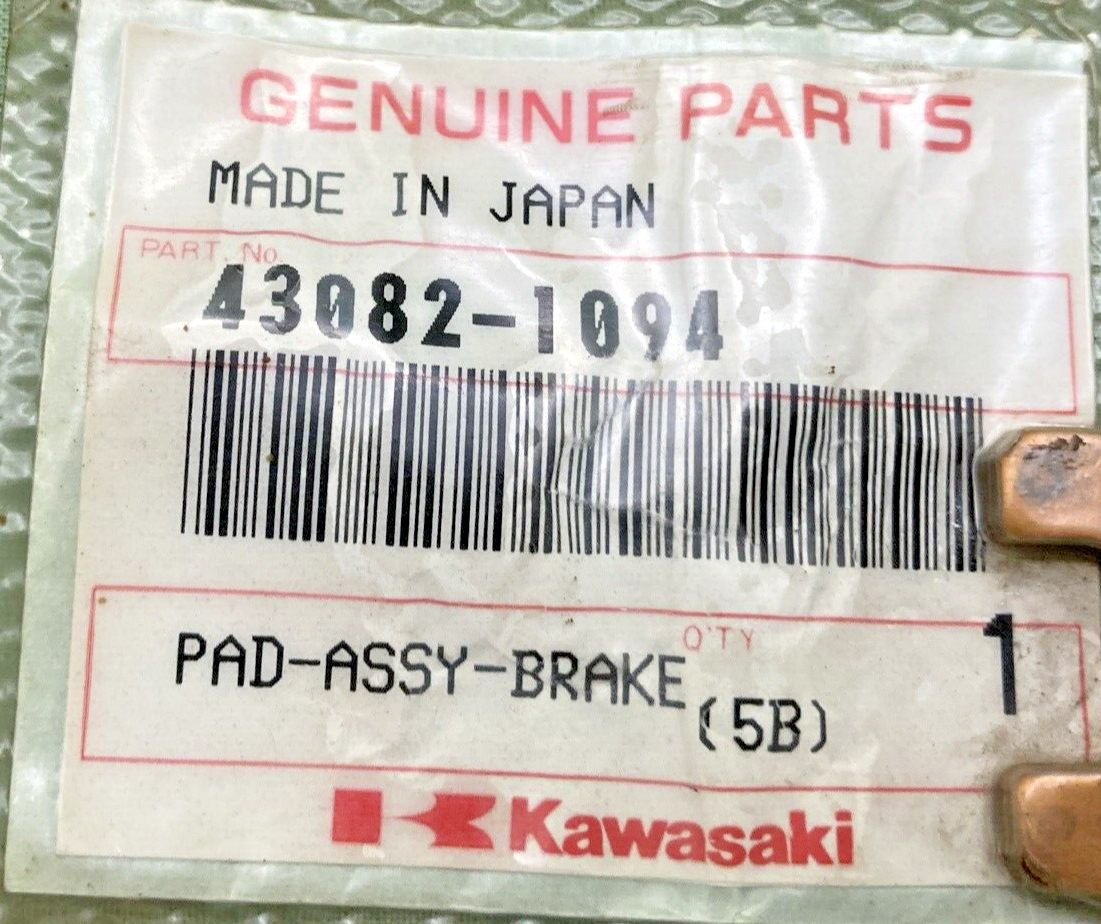 GENUINE PARTS
MADE IN JAPAN
PART. No.
43082-1094
Q'TY
PAD-ASSY-BRAKE
1
(5B)
Kawasaki